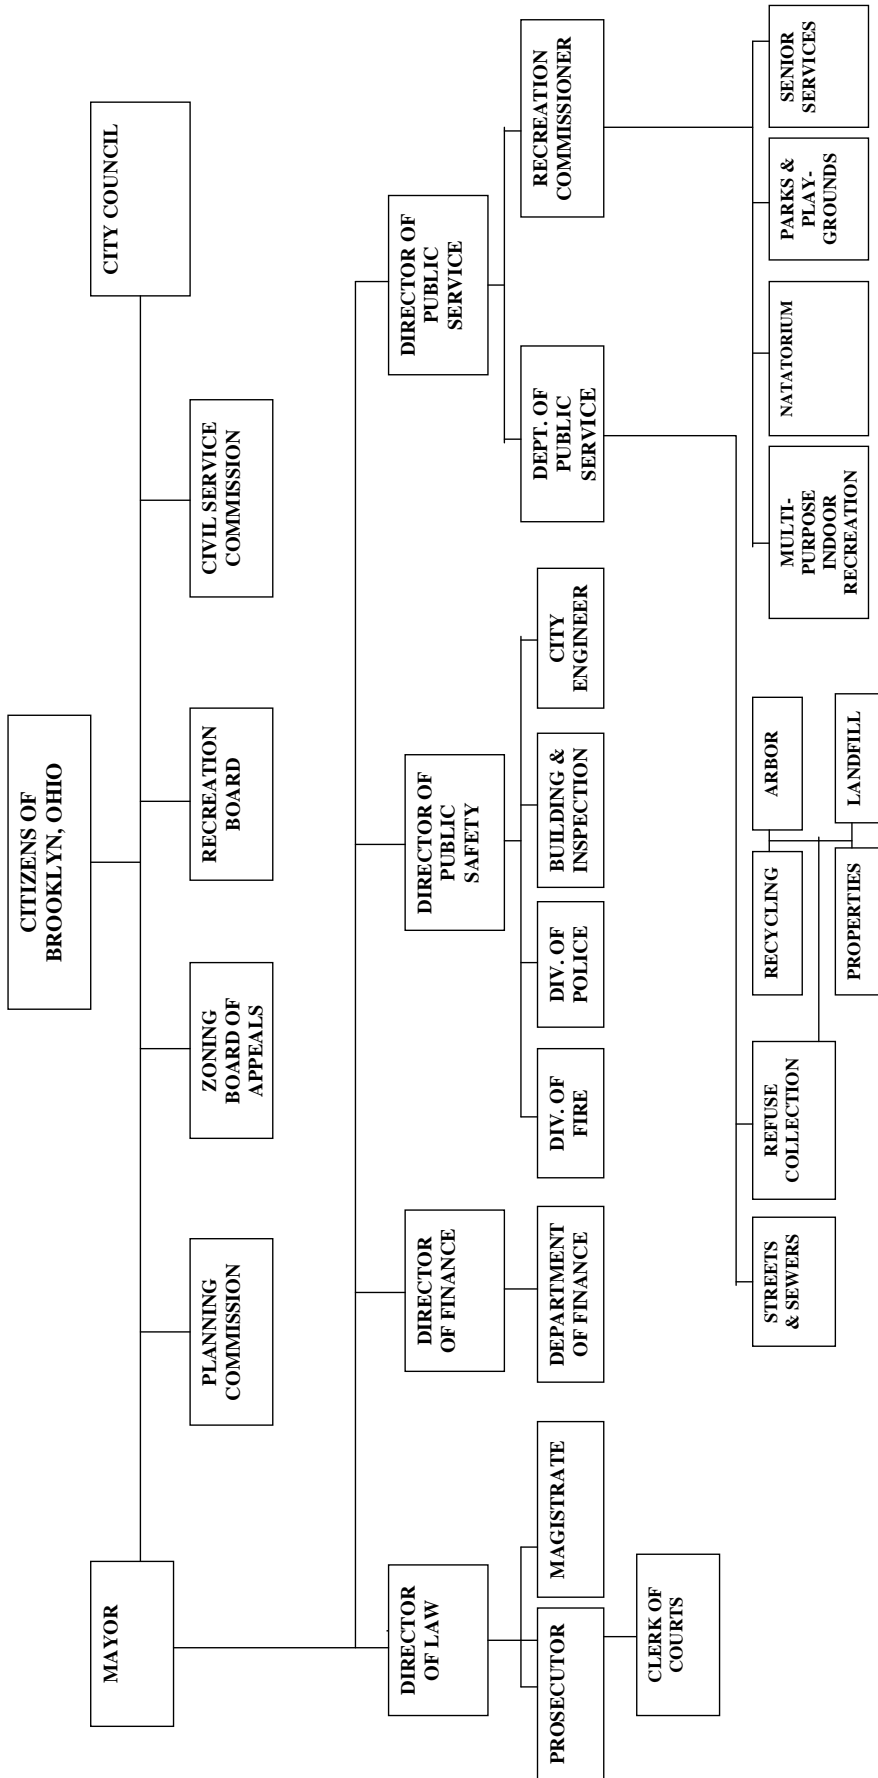 CITIZENS OF
BROOKLYN, OHIO
MAYOR
CITY COUNCIL
PLANNING
COMMISSION
ZONING
BOARD OF
APPEALS
RECREATION
BOARD
CIVIL SERVICE
COMMISSION
DIRECTOR
OF LAW
DIRECTOR
OF FINANCE
DIRECTOR OF
PUBLIC
SAFETY
DIRECTOR OF
PUBLIC
SERVICE
PROSECUTOR
MAGISTRATE
DEPARTMENT
OF FINANCE
DIV. OF
FIRE
DIV. OF
POLICE
BUILDING &
INSPECTION
CITY
ENGINEER
DEPT. OF
PUBLIC
SERVICE
RECREATION
COMMISSIONER
CLERK OF
COURTS
STREETS
& SEWERS
REFUSE
COLLECTION
RECYCLING
ARBOR
PROPERTIES
LANDFILL
MULTI-
PURPOSE
INDOOR
RECREATION
NATATORIUM
PARKS &
PLAY-
GROUNDS
SENIOR
SERVICES